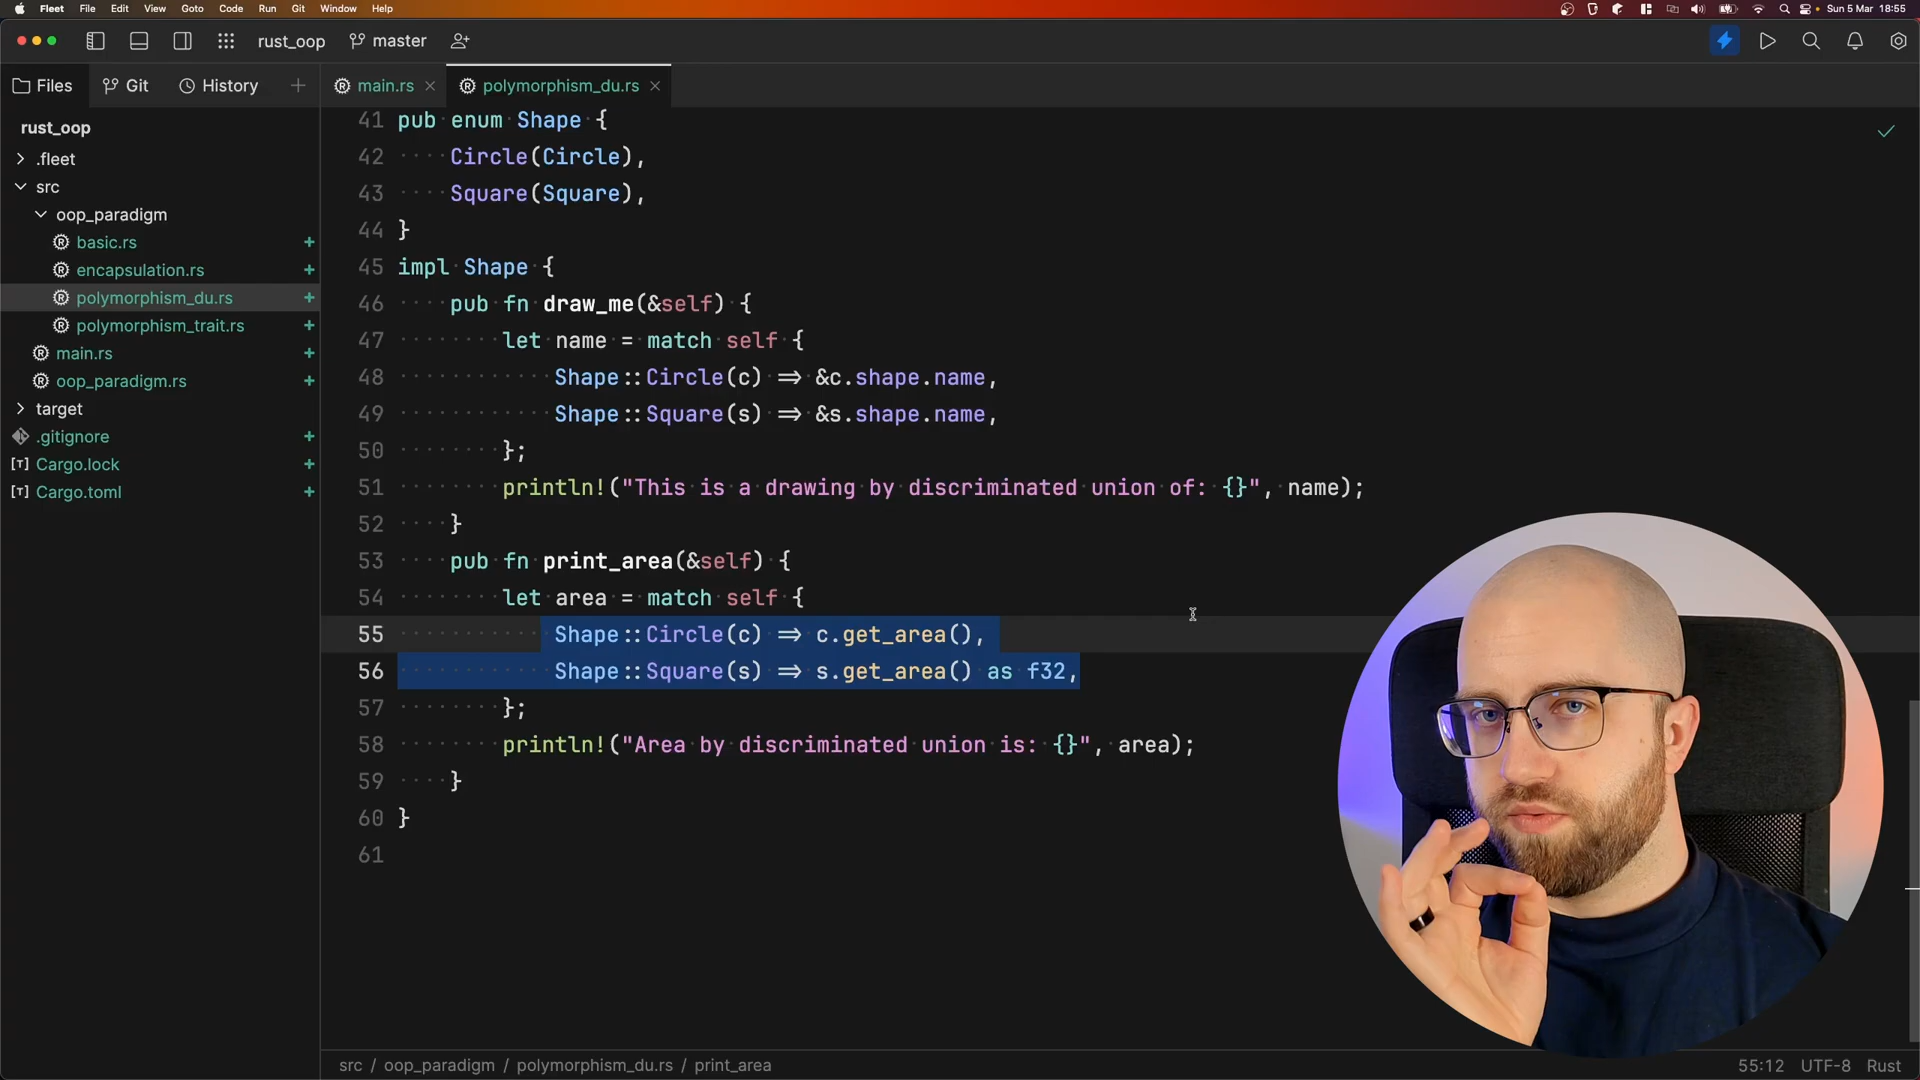 Fleet File Edit View Goto Code Run Git Window Help Sun 5 Mar 18:55
rust_oop master
Files Git History main.rs polymorphism_du.rs
rust_oop
.fleet
src
oop_paradigm
basic.rs
encapsulation.rs
polymorphism_du.rs
polymorphism_trait.rs
main.rs
oop_paradigm.rs
target
.gitignore
[T] Cargo.lock
[T] Cargo.toml
41 pub enum Shape {
42 Circle(Circle),
43 Square(Square),
44 }
45 impl Shape {
46 pub fn draw_me(&self) {
47 let name = match self {
48 Shape::Circle(c) => &c.shape.name,
49 Shape::Square(s) => &s.shape.name,
50 };
51 println!("This is a drawing by discriminated union of: {}", name);
52 }
53 pub fn print_area(&self) {
54 let area = match self {
55 Shape::Circle(c) => c.get_area(),
56 Shape::Square(s) => s.get_area() as f32,
57 };
58 println!("Area by discriminated union is: {}", area);
59 }
60 }
61
src / oop_paradigm / polymorphism_du.rs / print_area 55:12 UTF-8 Rust